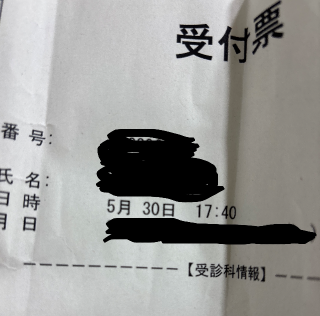 受付票
番 号:
氏 名:
日 時 5月 30日 17:40
月 日
【受診科情報】